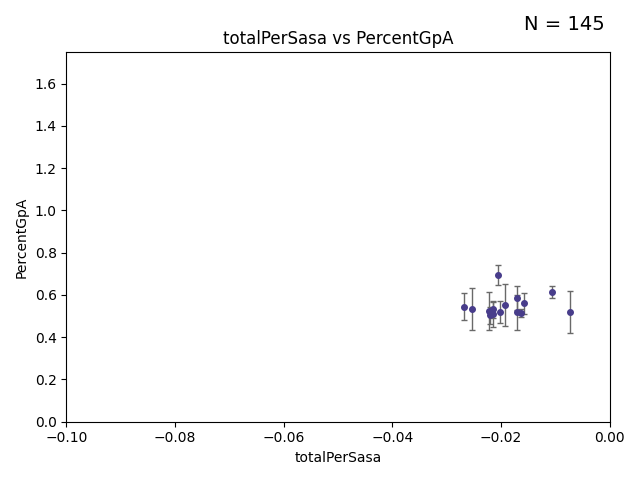 N = 145
totalPerSasa vs PercentGpA
PercentGpA
1.6
1.4
1.2
1.0
0.8
0.6
0.4
0.2
0.0
−0.10 −0.08 −0.06 −0.04 −0.02 0.00
totalPerSasa